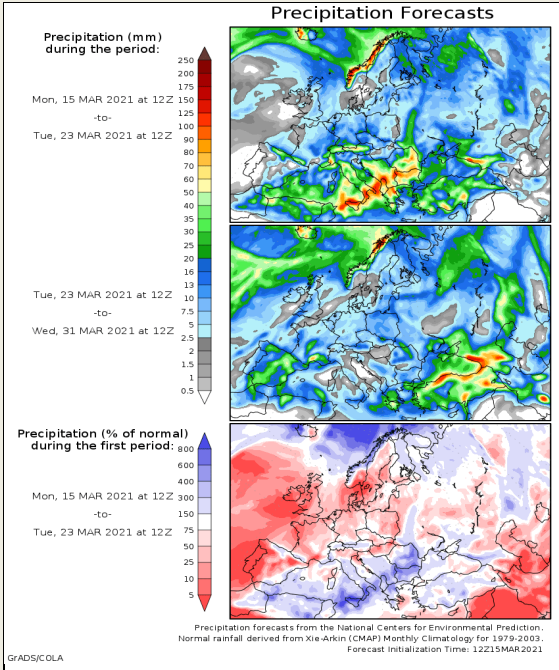 Precipitation Forecasts
Precipitation (mm)
during the period:
Mon, 15 MAR 2021 at 12Z
-to-
Tue, 23 MAR 2021 at 12Z
250
200
175
150
125
100
90
80
70
60
50
40
35
30
25
20
16
13
10
7.5
5
2.5
2
1.5
1
0.5
Tue, 23 MAR 2021 at 12Z
-to-
Wed, 31 MAR 2021 at 12Z
Precipitation (% of normal)
during the first period:
Mon, 15 MAR 2021 at 12Z
-to-
Tue, 23 MAR 2021 at 12Z
800
600
400
300
150
75
50
25
10
5
Precipitation forecasts from the National Centers for Environmental Prediction.
Normal rainfall derived from Xie-Arkin (CMAP) Monthly Climatology for 1979-2003.
Forecast Initialization Time: 12Z15MAR2021
GrADS/COLA